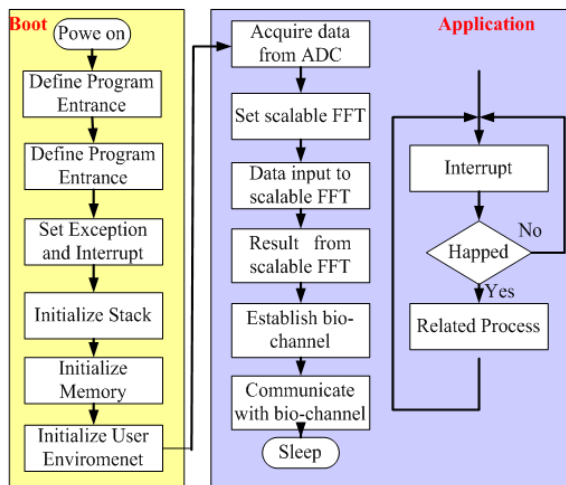 Boot
Powe on
Define Program
Entrance
Define Program
Entrance
Set Exception
and Interrupt
Initialize Stack
Initialize
Memory
Initialize User
Enviromenet
Application
Acquire data
from ADC
Set scalable FFT
Data input to
scalable FFT
Result from
scalable FFT
Establish bio-
channel
Communicate
with bio-channel
Sleep
Interrupt
Happed
No
Yes
Related Process